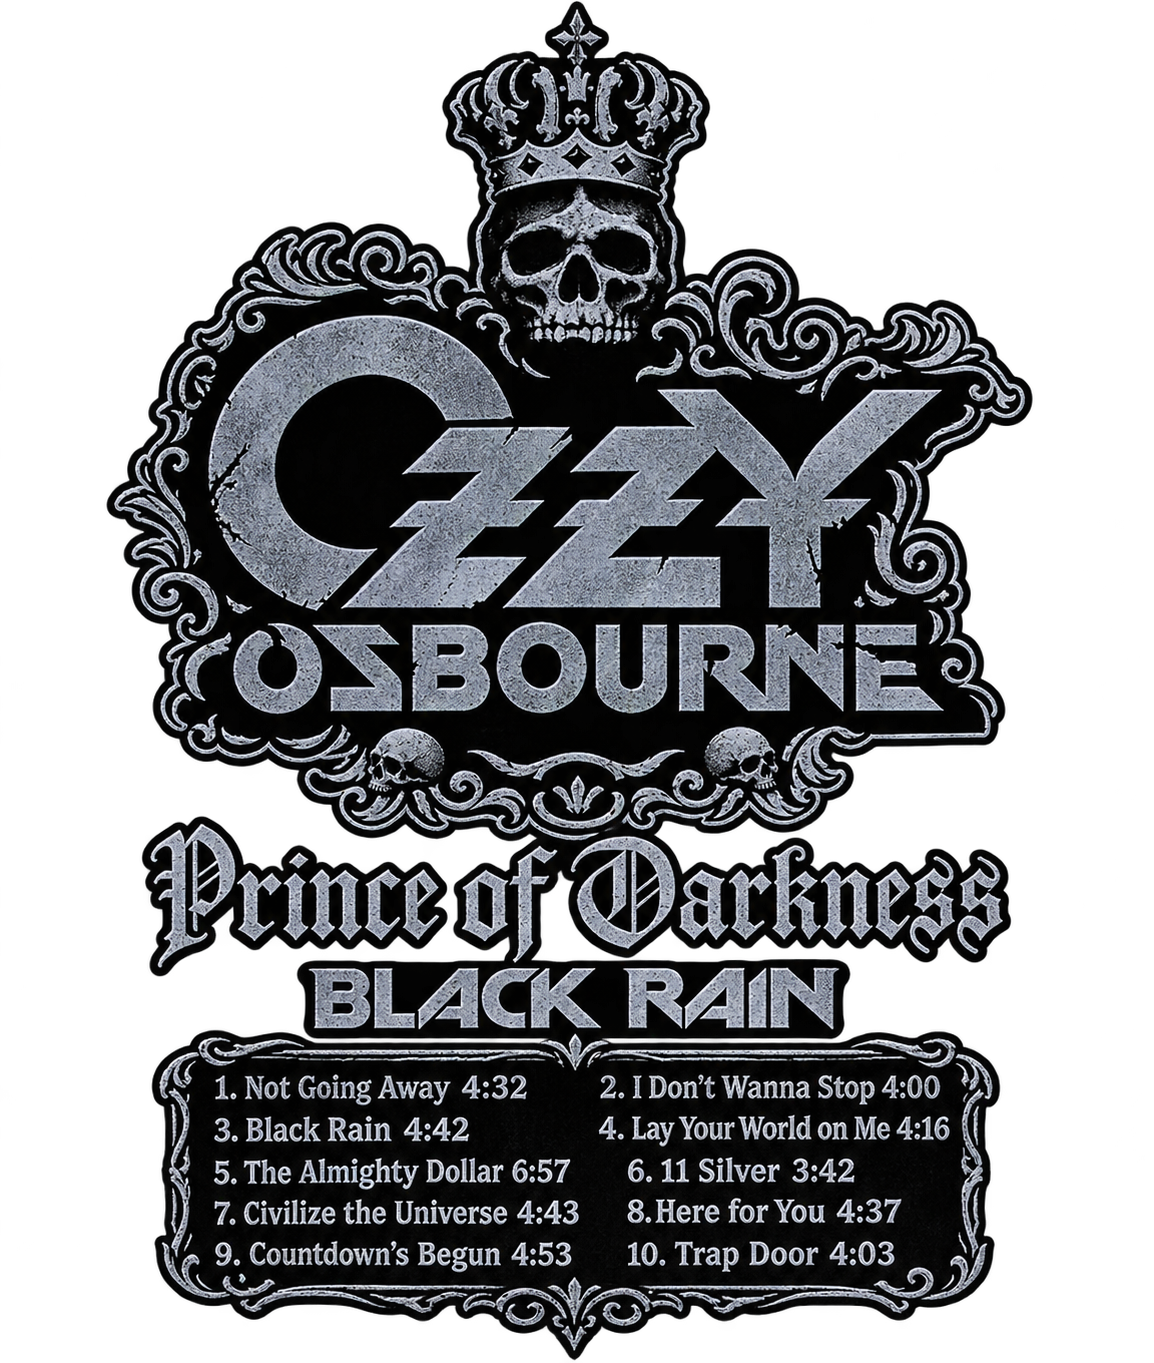 OZZY
OSBOURNE
Prince of Darkness
BLACK RAIN
1. Not Going Away 4:32
2. I Don't Wanna Stop 4:00
3. Black Rain 4:42
4. Lay Your World on Me 4:16
5. The Almighty Dollar 6:57
6. 11 Silver 3:42
7. Civilize the Universe 4:43
8.Here for You 4:37
9. Countdown's Begun 4:53
10. Trap Door 4:03